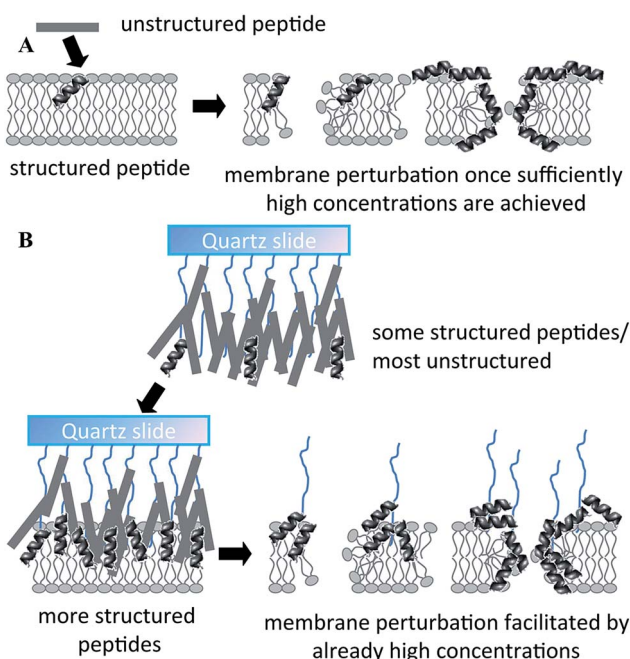 unstructured peptide
A
structured peptide
membrane perturbation once sufficiently
high concentrations are achieved
B
Quartz slide
some structured peptides/
most unstructured
Quartz slide
more structured
peptides
membrane perturbation facilitated by
already high concentrations